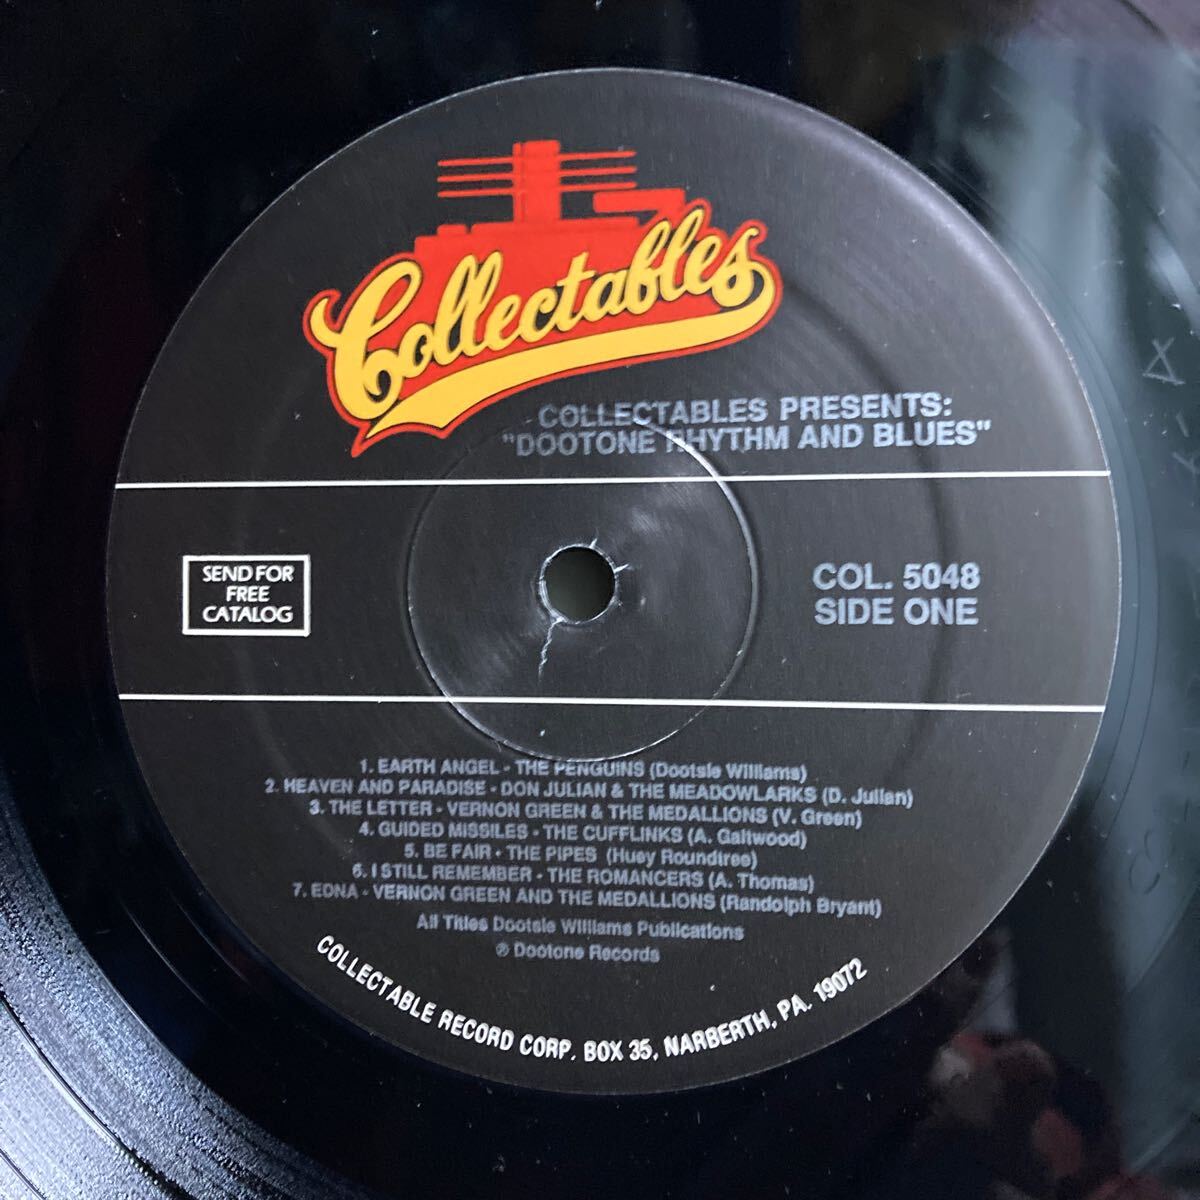 Collectables
COLLECTABLES PRESENTS:
"DOOTONE RHYTHM AND BLUES"
SEND FOR
FREE
CATALOG
COL. 5048
SIDE ONE
1. EARTH ANGEL - THE PENGUINS (Dootsie Williams)
2. HEAVEN AND PARADISE - DON JULIAN & THE MEADOWLARKS (D. Julian)
3. THE LETTER - VERNON GREEN & THE MEDALLIONS (V. Green)
4. GUIDED MISSILES - THE CUFFLINKS (A. Gaitwood)
5. BE FAIR - THE PIPES (Huey Roundtree)
6. I STILL REMEMBER - THE ROMANCERS (A. Thomas)
7. EDNA - VERNON GREEN AND THE MEDALLIONS (Randolph Bryant)
All Titles Dootsie Williams Publications
℗ Dootone Records
COLLECTABLE RECORD CORP. BOX 35, NARBERTH, PA. 19072